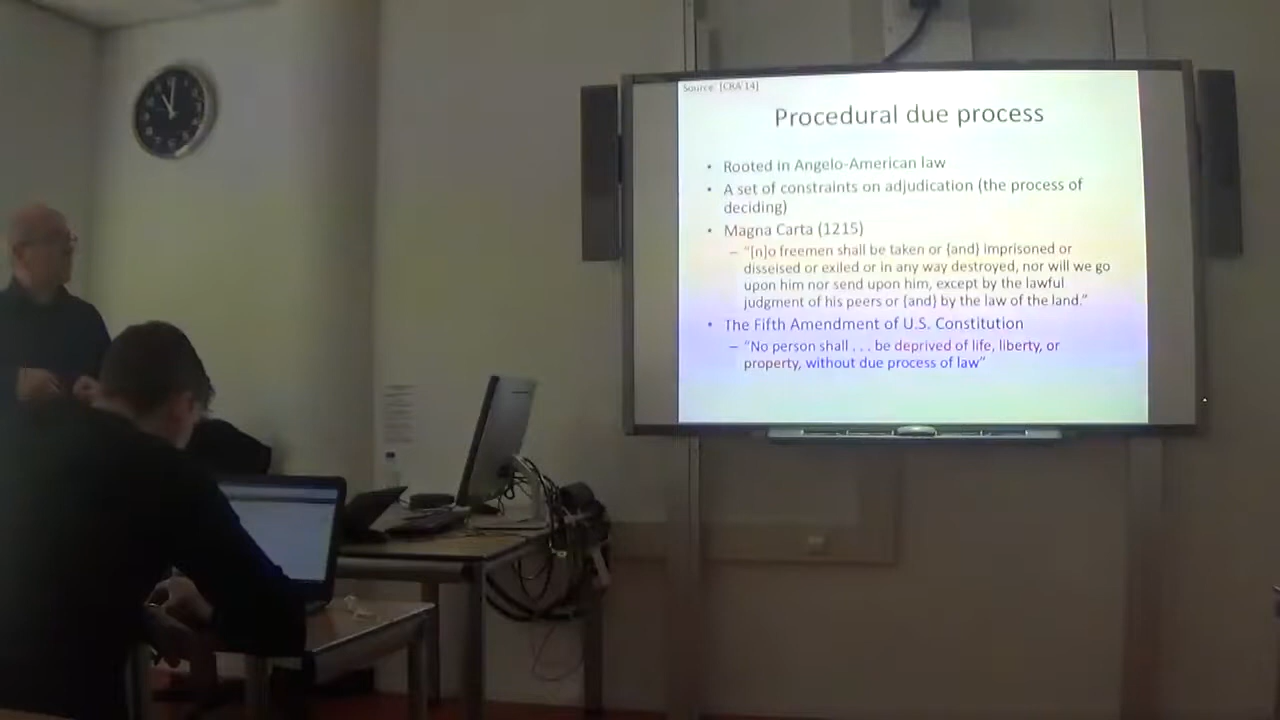 Source: [CRA'14]
Procedural due process
• Rooted in Angelo-American law
• A set of constraints on adjudication (the process of
deciding)
• Magna Carta (1215)
– "[n]o freemen shall be taken or {and} imprisoned or
disseised or exiled or in any way destroyed, nor will we go
upon him nor send upon him, except by the lawful
judgment of his peers or {and} by the law of the land."
• The Fifth Amendment of U.S. Constitution
– "No person shall . . . be deprived of life, liberty, or
property, without due process of law"